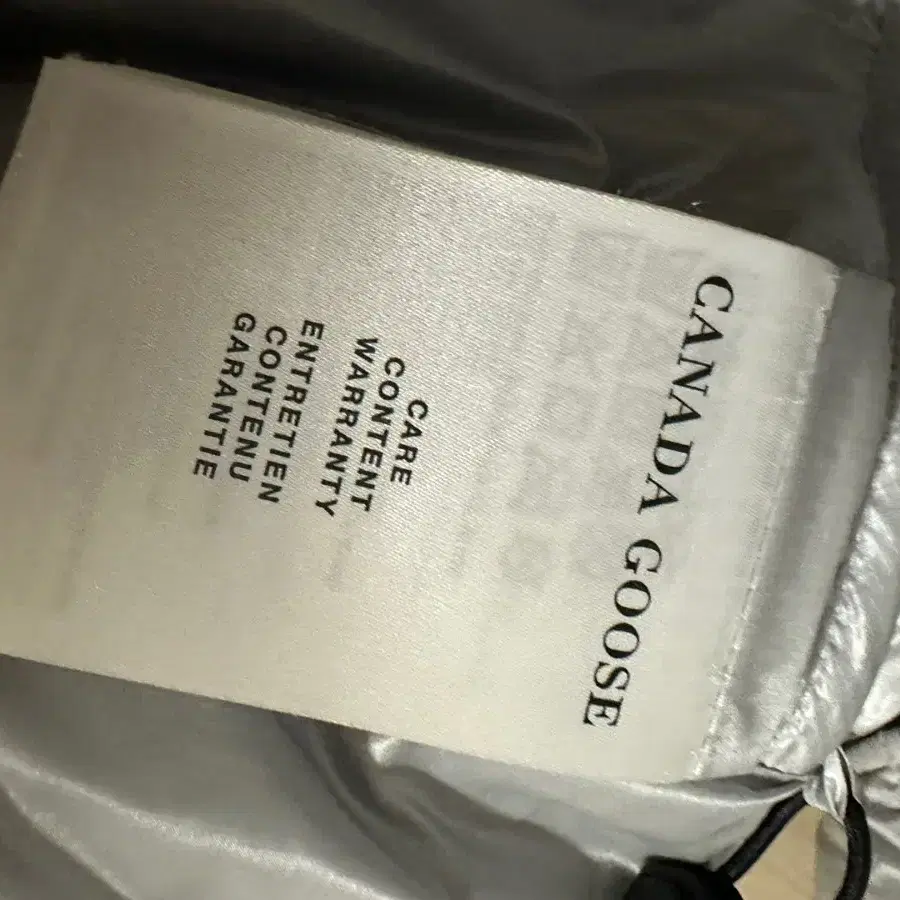 CANADA GOOSE
CARE
CONTENT
WARRANTY
ENTRETIEN
CONTENU
GARANTIE